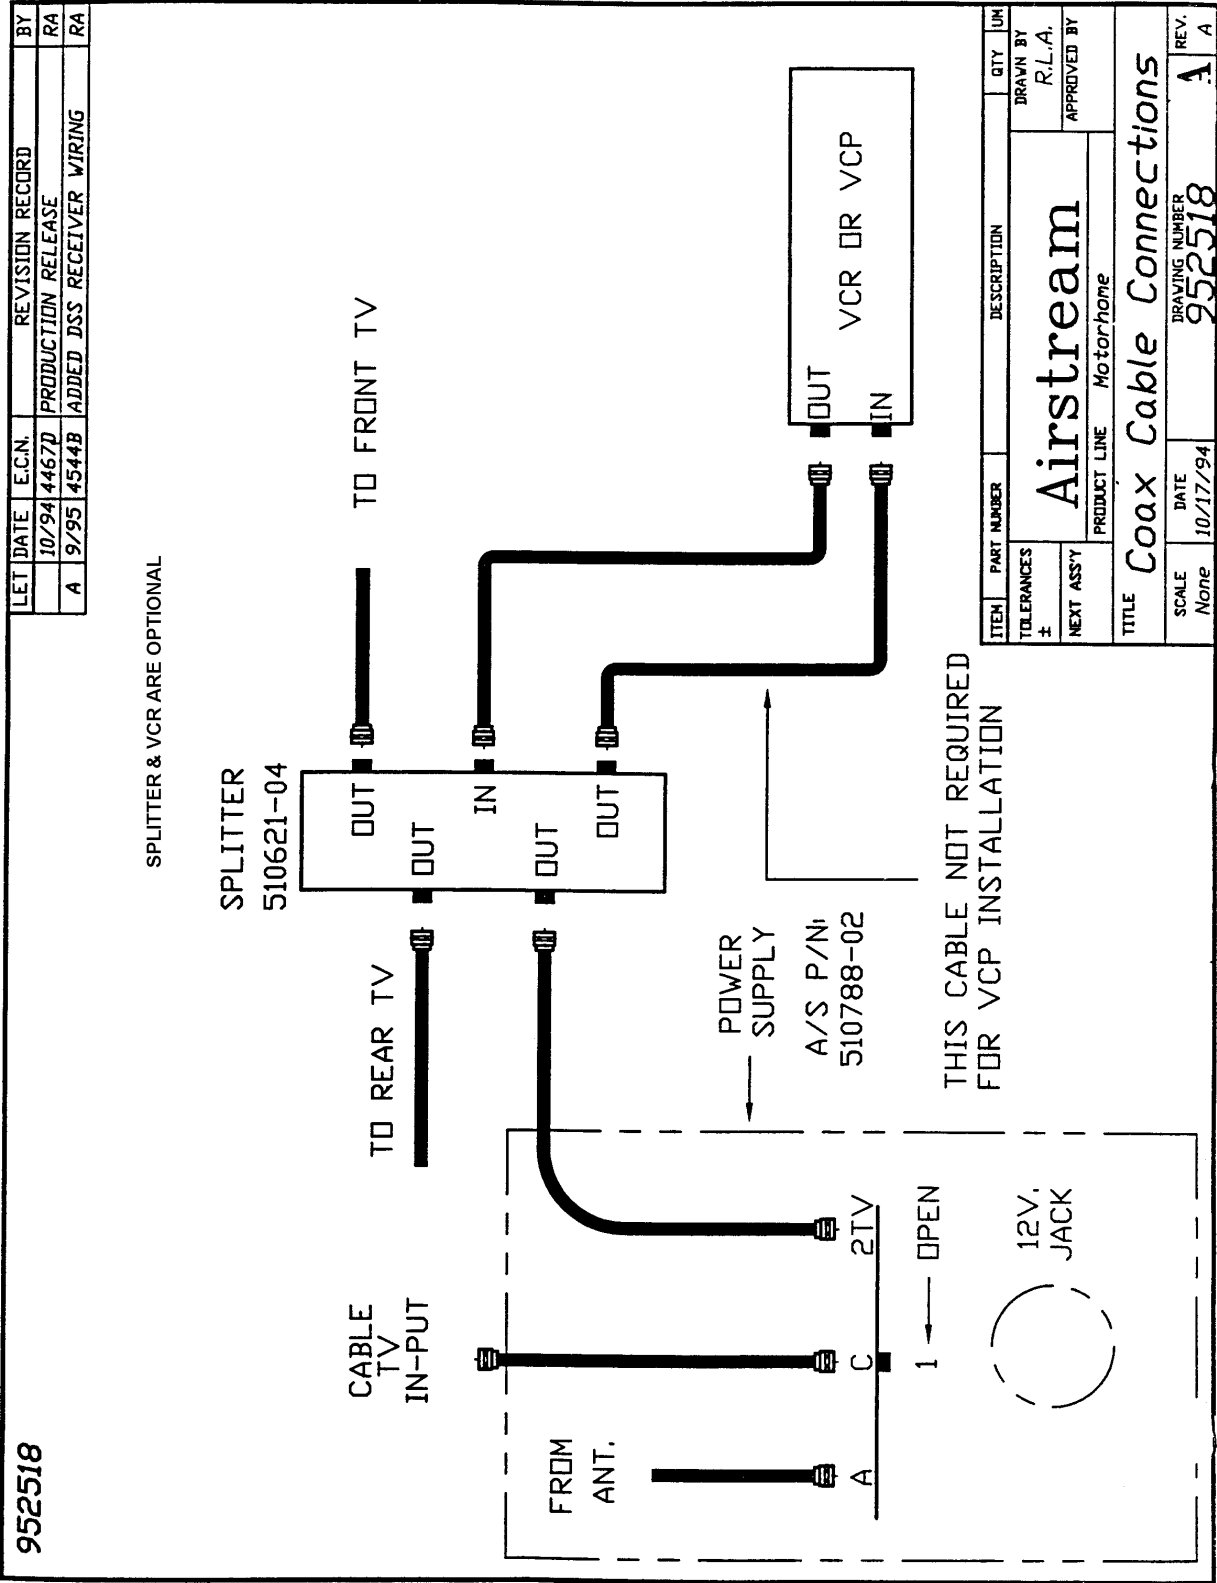 952518
LET DATE E.C.N. REVISION RECORD BY
10/94 4467D PRODUCTION RELEASE RA
A 9/95 4544B ADDED DSS RECEIVER WIRING RA
SPLITTER & VCR ARE OPTIONAL
SPLITTER
510621-04
CABLE
TV
IN-PUT
TO REAR TV
TO FRONT TV
OUT
OUT
IN
OUT
OUT
FROM
ANT.
POWER
SUPPLY
A/S P/N:
510788-02
OUT
IN
VCR OR VCP
A
C
2TV
1
OPEN
12V.
JACK
THIS CABLE NOT REQUIRED
FOR VCP INSTALLATION
ITEM PART NUMBER DESCRIPTION QTY UM
TOLERANCES
±
NEXT ASS'Y
Airstream
PRODUCT LINE Motorhome
DRAWN BY
R.L.A.
APPROVED BY
TITLE Coax Cable Connections
SCALE
None
DATE
10/17/94
DRAWING NUMBER
952518 A
REV.
A